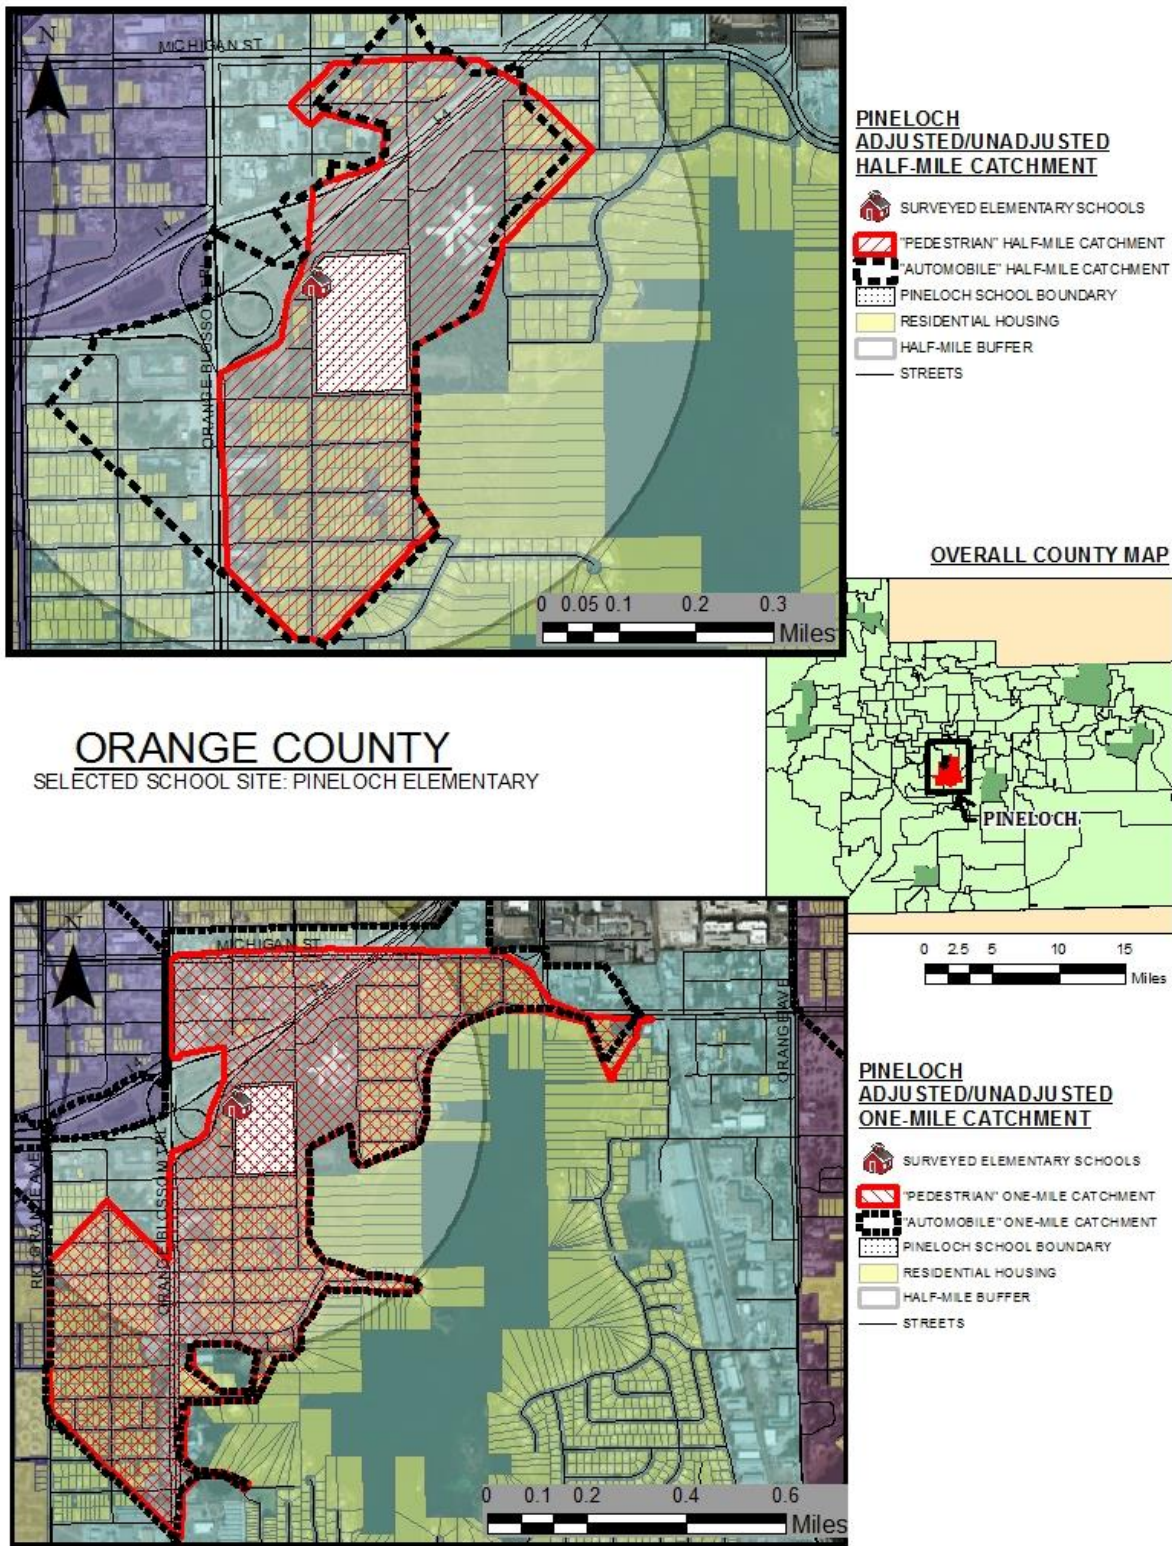 N
MICHIGAN ST
I-4
I-4
ORANGE BLOSSOM
0 0.05 0.1 0.2 0.3
Miles
PINELOCH
ADJUSTED/UNADJUSTED
HALF-MILE CATCHMENT
SURVEYED ELEMENTARY SCHOOLS
"PEDESTRIAN" HALF-MILE CATCHMENT
"AUTOMOBILE" HALF-MILE CATCHMENT
PINELOCH SCHOOL BOUNDARY
RESIDENTIAL HOUSING
HALF-MILE BUFFER
STREETS
OVERALL COUNTY MAP
PINELOCH
0 2.5 5 10 15
Miles
ORANGE COUNTY
SELECTED SCHOOL SITE: PINELOCH ELEMENTARY
N
MICHIGAN ST
ORANGE AVE
ORANGE BLOSSOM TRL
0 0.1 0.2 0.4 0.6
Miles
PINELOCH
ADJUSTED/UNADJUSTED
ONE-MILE CATCHMENT
SURVEYED ELEMENTARY SCHOOLS
"PEDESTRIAN" ONE-MILE CATCHMENT
"AUTOMOBILE" ONE-MILE CATCHMENT
PINELOCH SCHOOL BOUNDARY
RESIDENTIAL HOUSING
HALF-MILE BUFFER
STREETS